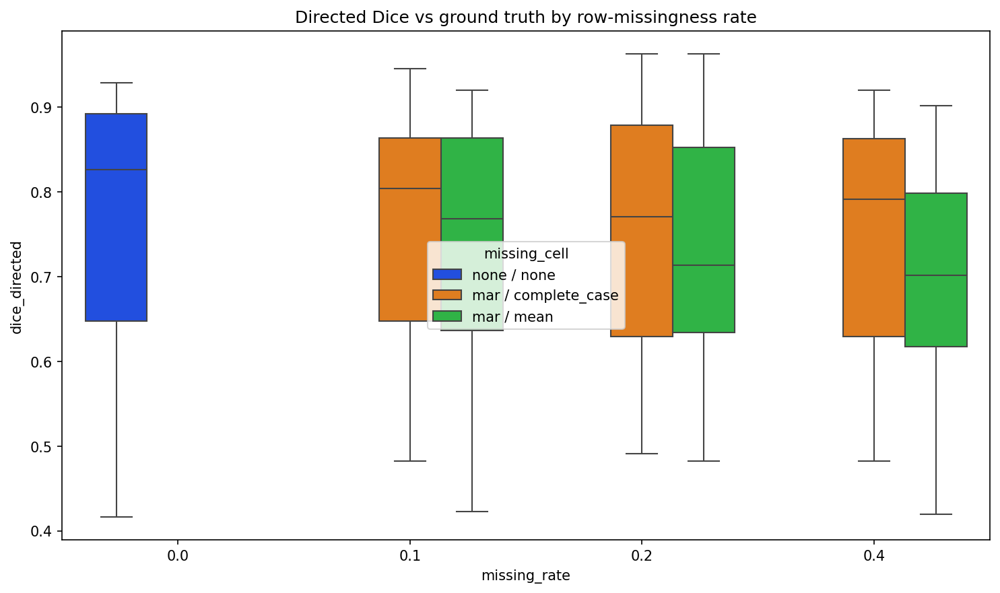 Directed Dice vs ground truth by row-missingness rate
dice_directed
0.9
0.8
0.7
0.6
0.5
0.4
missing_cell
none / none
mar / complete_case
mar / mean
0.0 0.1 0.2 0.4
missing_rate